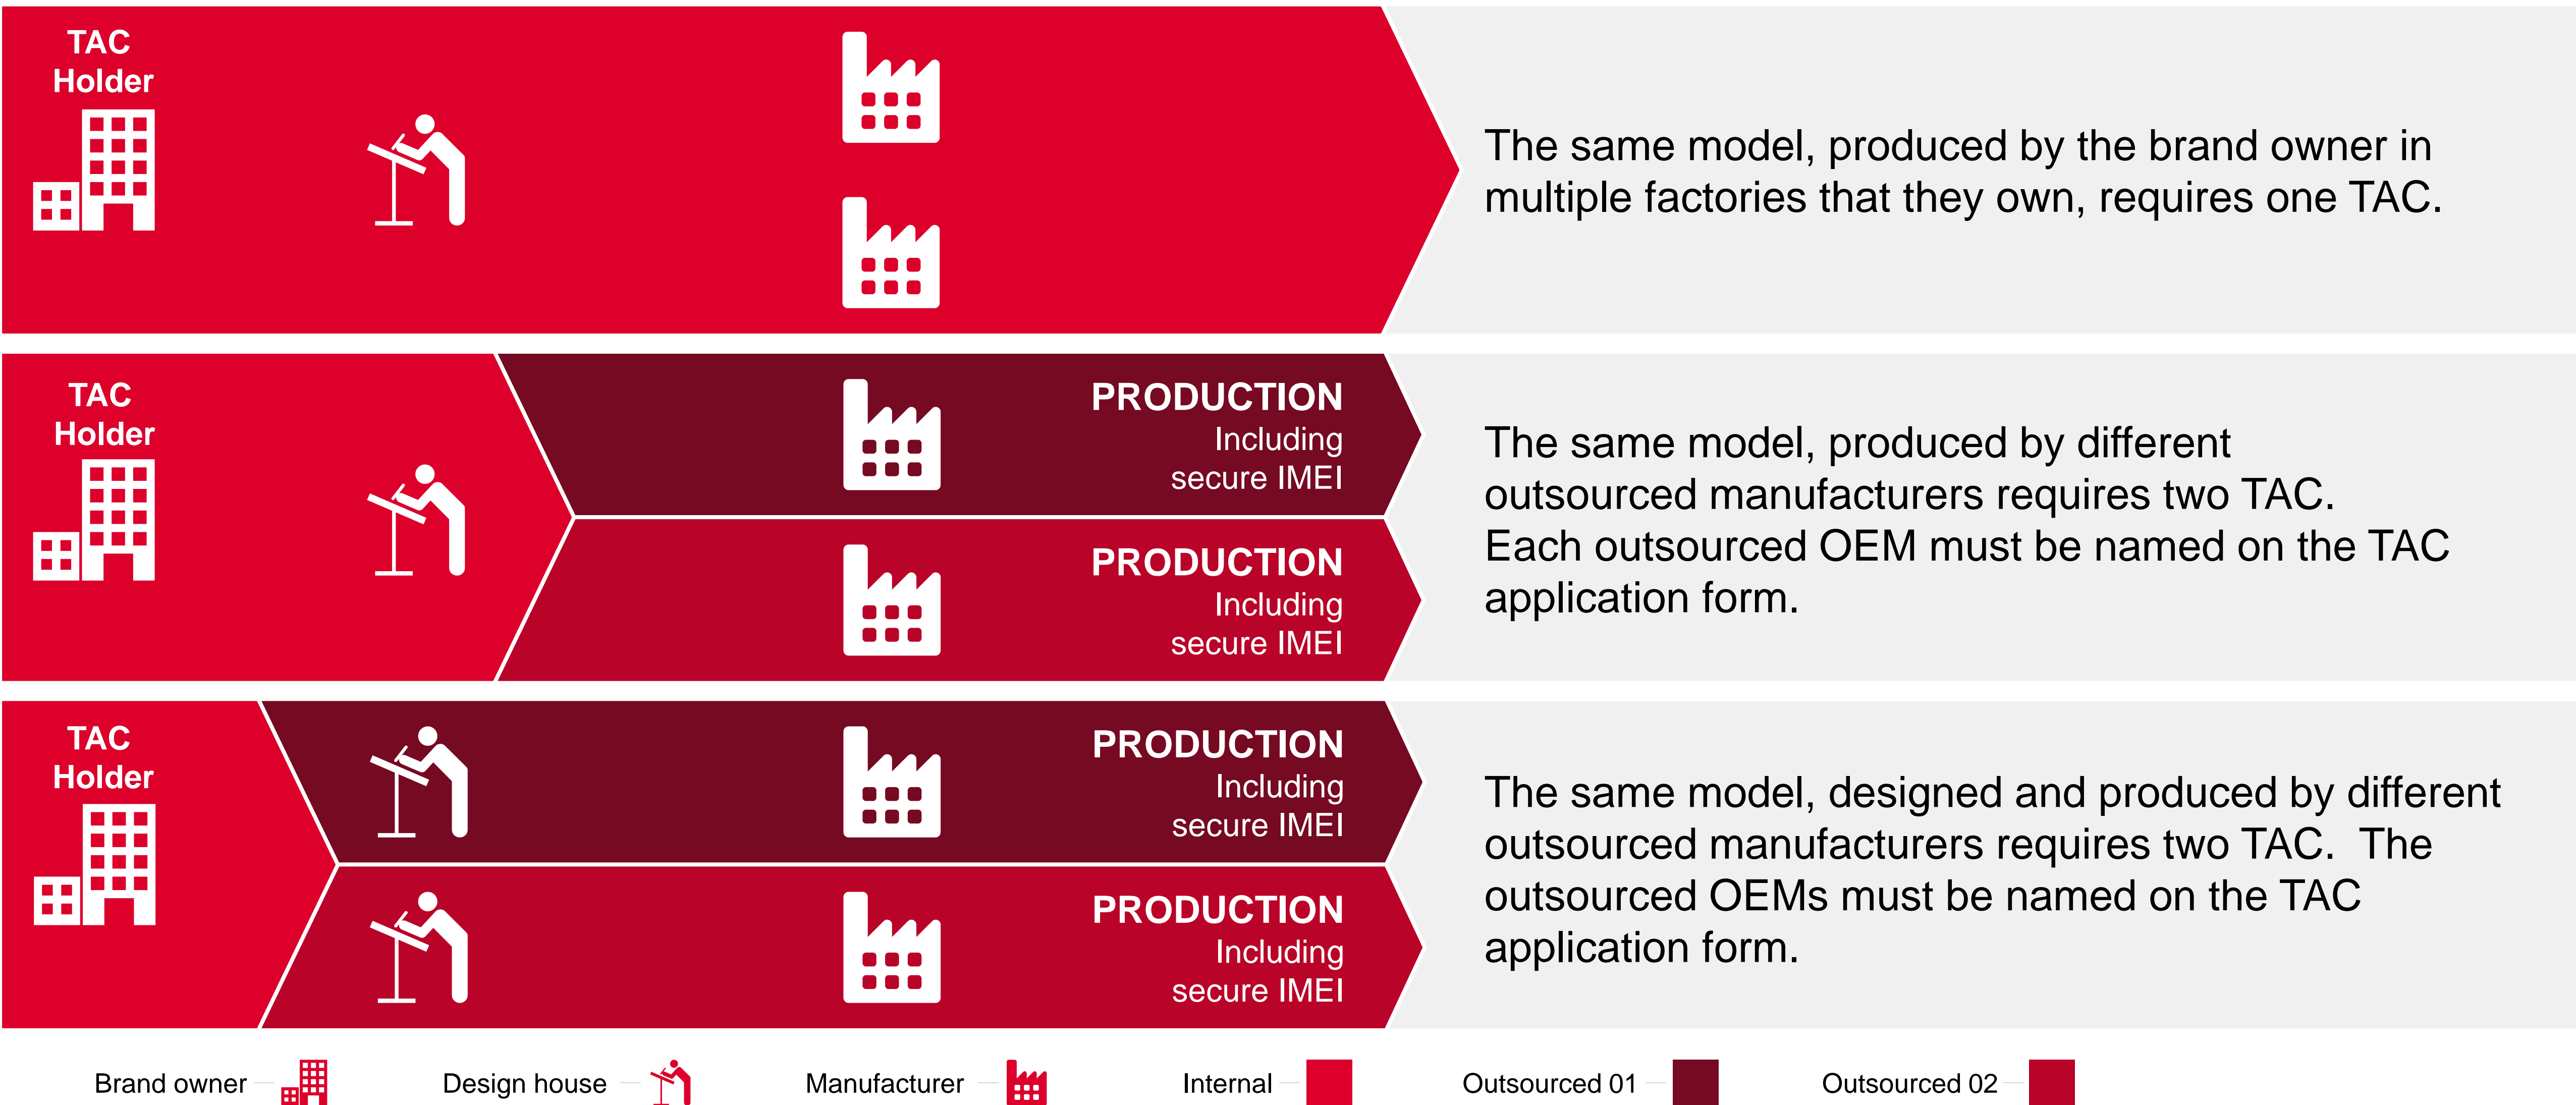 TAC
Holder
The same model, produced by the brand owner in
multiple factories that they own, requires one TAC.
TAC
Holder
PRODUCTION
Including
secure IMEI
PRODUCTION
Including
secure IMEI
The same model, produced by different
outsourced manufacturers requires two TAC.
Each outsourced OEM must be named on the TAC
application form.
TAC
Holder
PRODUCTION
Including
secure IMEI
PRODUCTION
Including
secure IMEI
The same model, designed and produced by different
outsourced manufacturers requires two TAC.  The
outsourced OEMs must be named on the TAC
application form.
Brand owner
Design house
Manufacturer
Internal
Outsourced 01
Outsourced 02